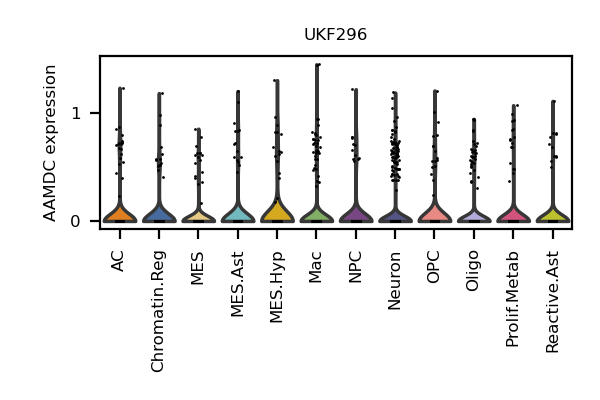 UKF296
AAMDC expression
1
0
AC
Chromatin.Reg
MES
MES.Ast
MES.Hyp
Mac
NPC
Neuron
OPC
Oligo
Prolif.Metab
Reactive.Ast